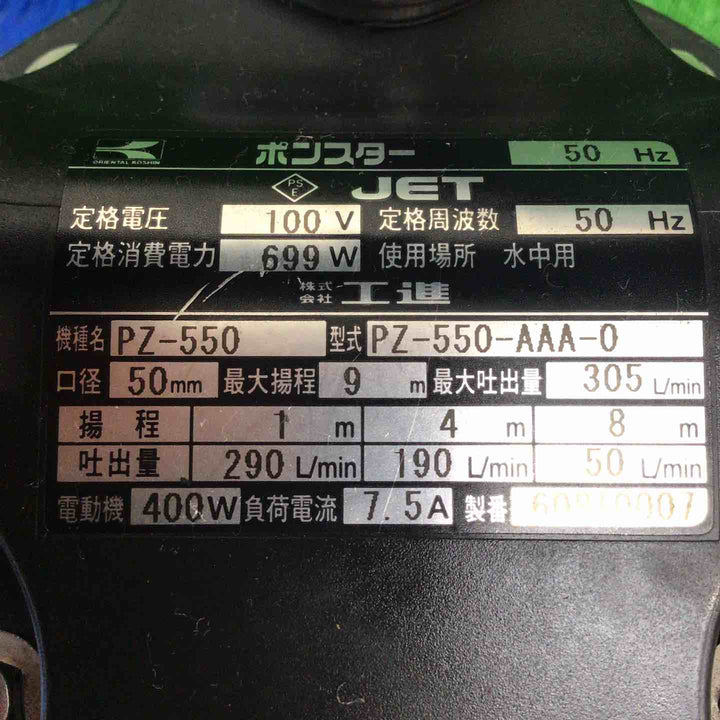 ORIENTAL KOSHIN ポンスター 50 Hz
PS E JET
定格電圧 100 V 定格周波数 50 Hz
定格消費電力 699 W 使用場所 水中用
株式会社 工進
機種名 PZ-550 型式 PZ-550-AAA-0
口径 50mm 最大揚程 9 m 最大吐出量 305 L/min
揚程 1 m 4 m 8 m
吐出量 290 L/min 190 L/min 50 L/min
電動機 400W 負荷電流 7.5A 製番